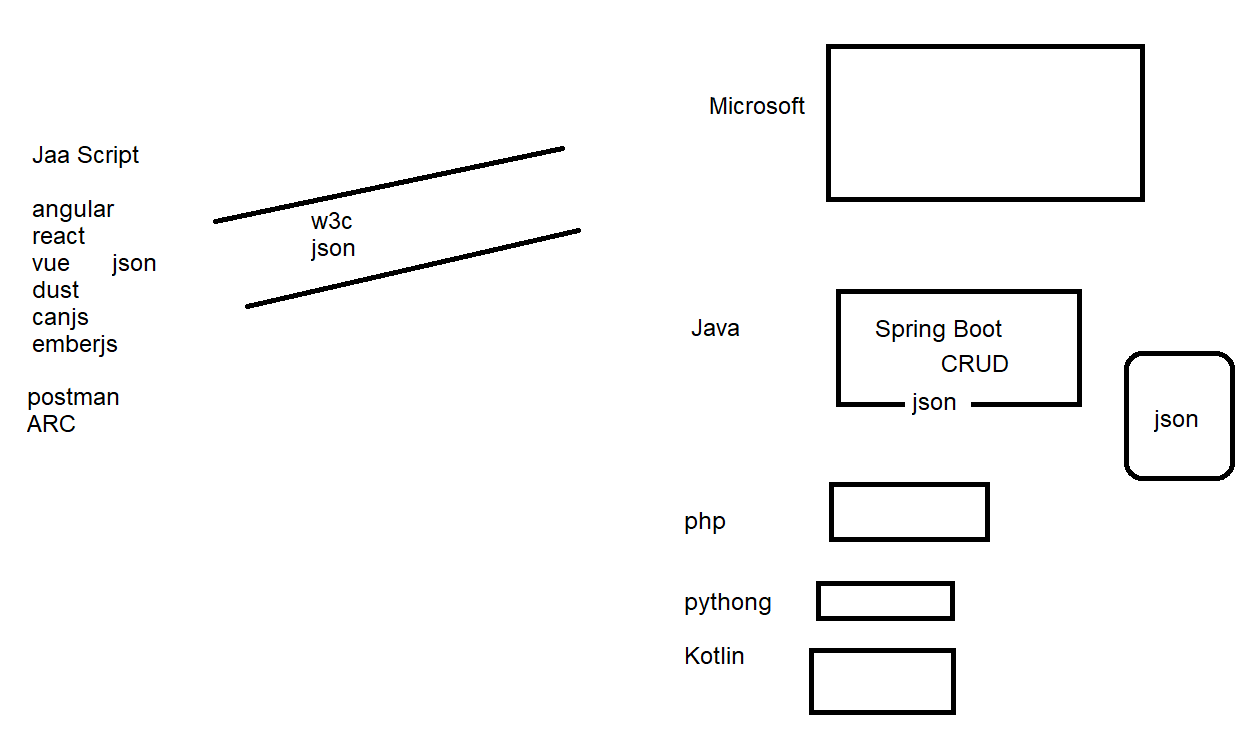 Jaa Script
angular
react
vue json
dust
canjs
emberjs
postman
ARC
w3c
json
Microsoft
Java
Spring Boot
CRUD
json
json
php
pythong
Kotlin